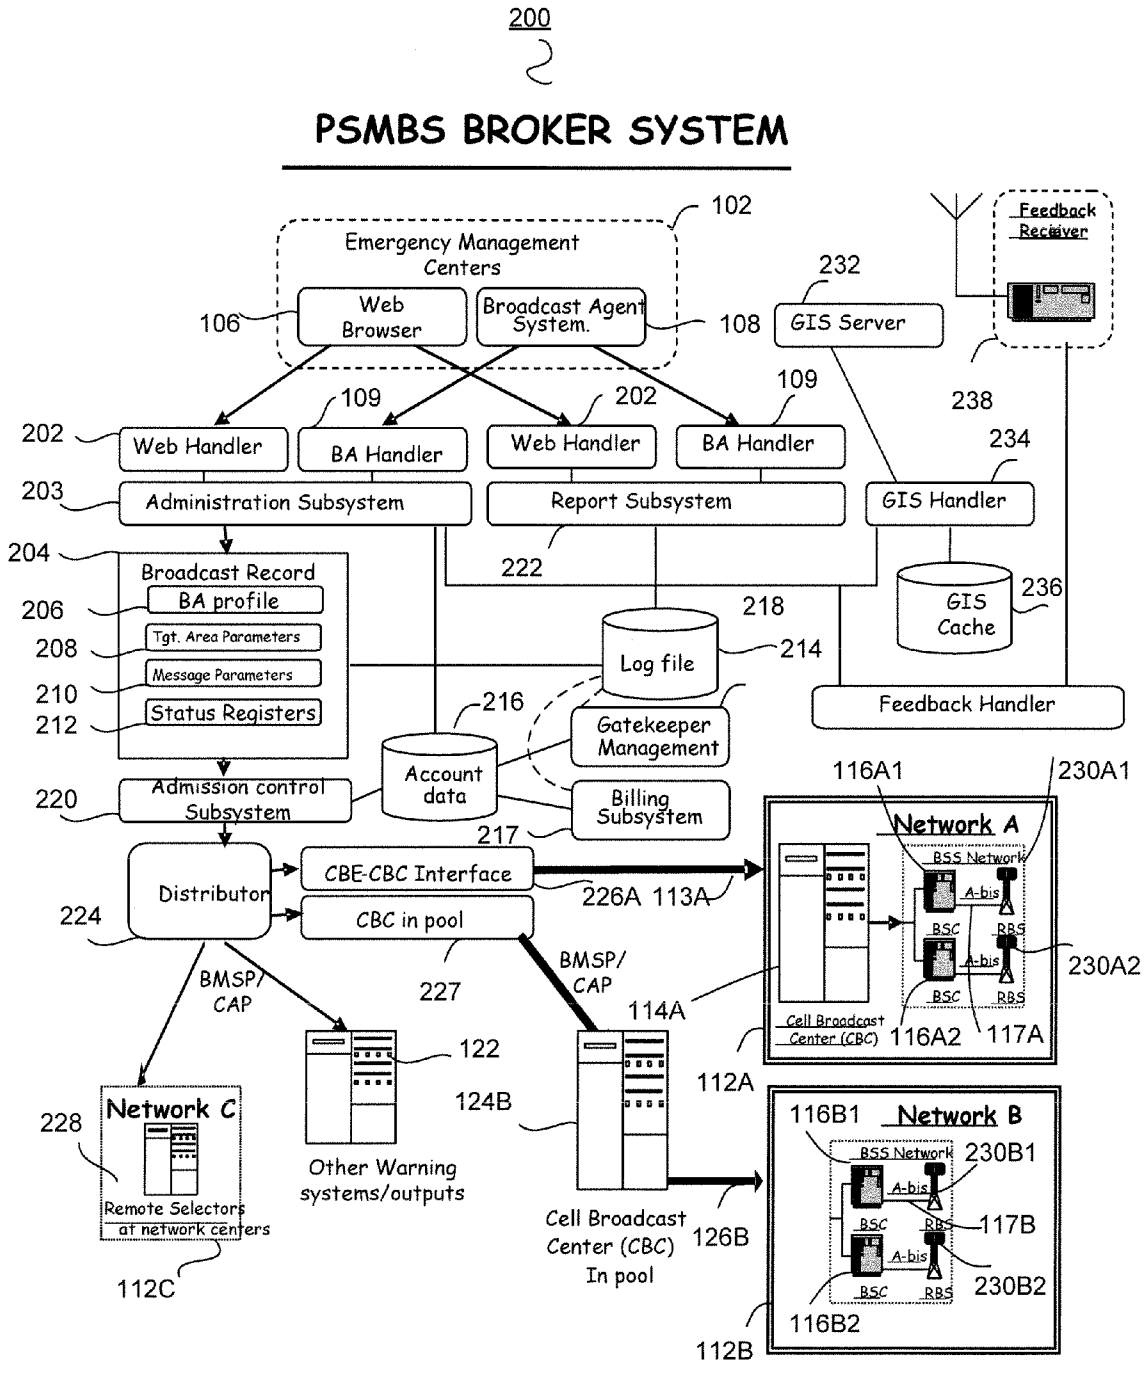 200
PSMBS BROKER SYSTEM
102
Emergency Management
Centers
Web
Browser
Broadcast Agent
System.
106
108
232
GIS Server
Feedback
Receiver
238
202
109
202
109
234
Web Handler
BA Handler
Web Handler
BA Handler
203
Administration Subsystem
Report Subsystem
GIS Handler
204
222
Broadcast Record
206
BA profile
208
Tgt. Area Parameters
210
Message Parameters
212
Status Registers
218
214
Log file
236
GIS
Cache
Feedback Handler
216
Gatekeeper
Management
Account
data
220
Admission control
Subsystem
Billing
Subsystem
217
116A1
230A1
Network A
BSS Network
Distributor
CBE-CBC Interface
226A
113A
A-bis
BSC
RBS
224
CBC in pool
227
A-bis
BSC
RBS
230A2
BMSP/
CAP
BMSP/
CAP
114A
Cell Broadcast
Center (CBC)
116A2
117A
112A
122
124B
Network C
228
Remote Selectors
at network centers
112C
Other Warning
systems/outputs
Cell Broadcast
Center (CBC)
In pool
126B
116B1
Network B
BSS Network
230B1
A-bis
BSC
RBS
117B
A-bis
BSC
RBS
230B2
116B2
112B